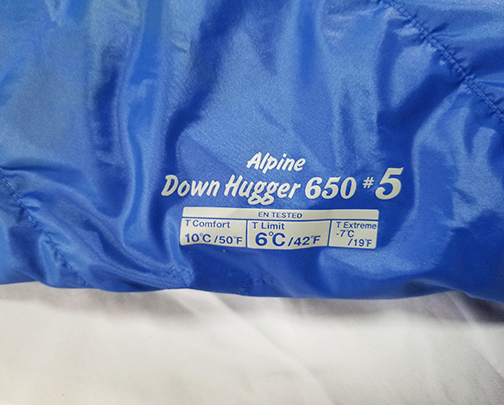 Alpine
Down Hugger 650 #5
EN TESTED
T Comfort T Limit T Extreme
10℃/50°F 6℃/42°F -7℃/19°F